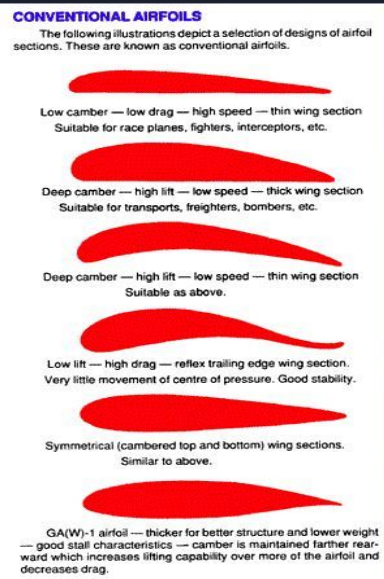 CONVENTIONAL AIRFOILS
The following illustrations depict a selection of designs of airfoil
sections. These are known as conventional airfoils.
Low camber — low drag — high speed — thin wing section
Suitable for race planes, fighters, interceptors, etc.
Deep camber — high lift — low speed — thick wing section
Suitable for transports, freighters, bombers, etc.
Deep camber — high lift — low speed — thin wing section
Suitable as above.
Low lift — high drag — reflex trailing edge wing section.
Very little movement of centre of pressure. Good stability.
Symmetrical (cambered top and bottom) wing sections.
Similar to above.
GA(W)-1 airfoil — thicker for better structure and lower weight
— good stall characteristics — camber is maintained farther rear-
ward which increases lifting capability over more of the airfoil and
decreases drag.